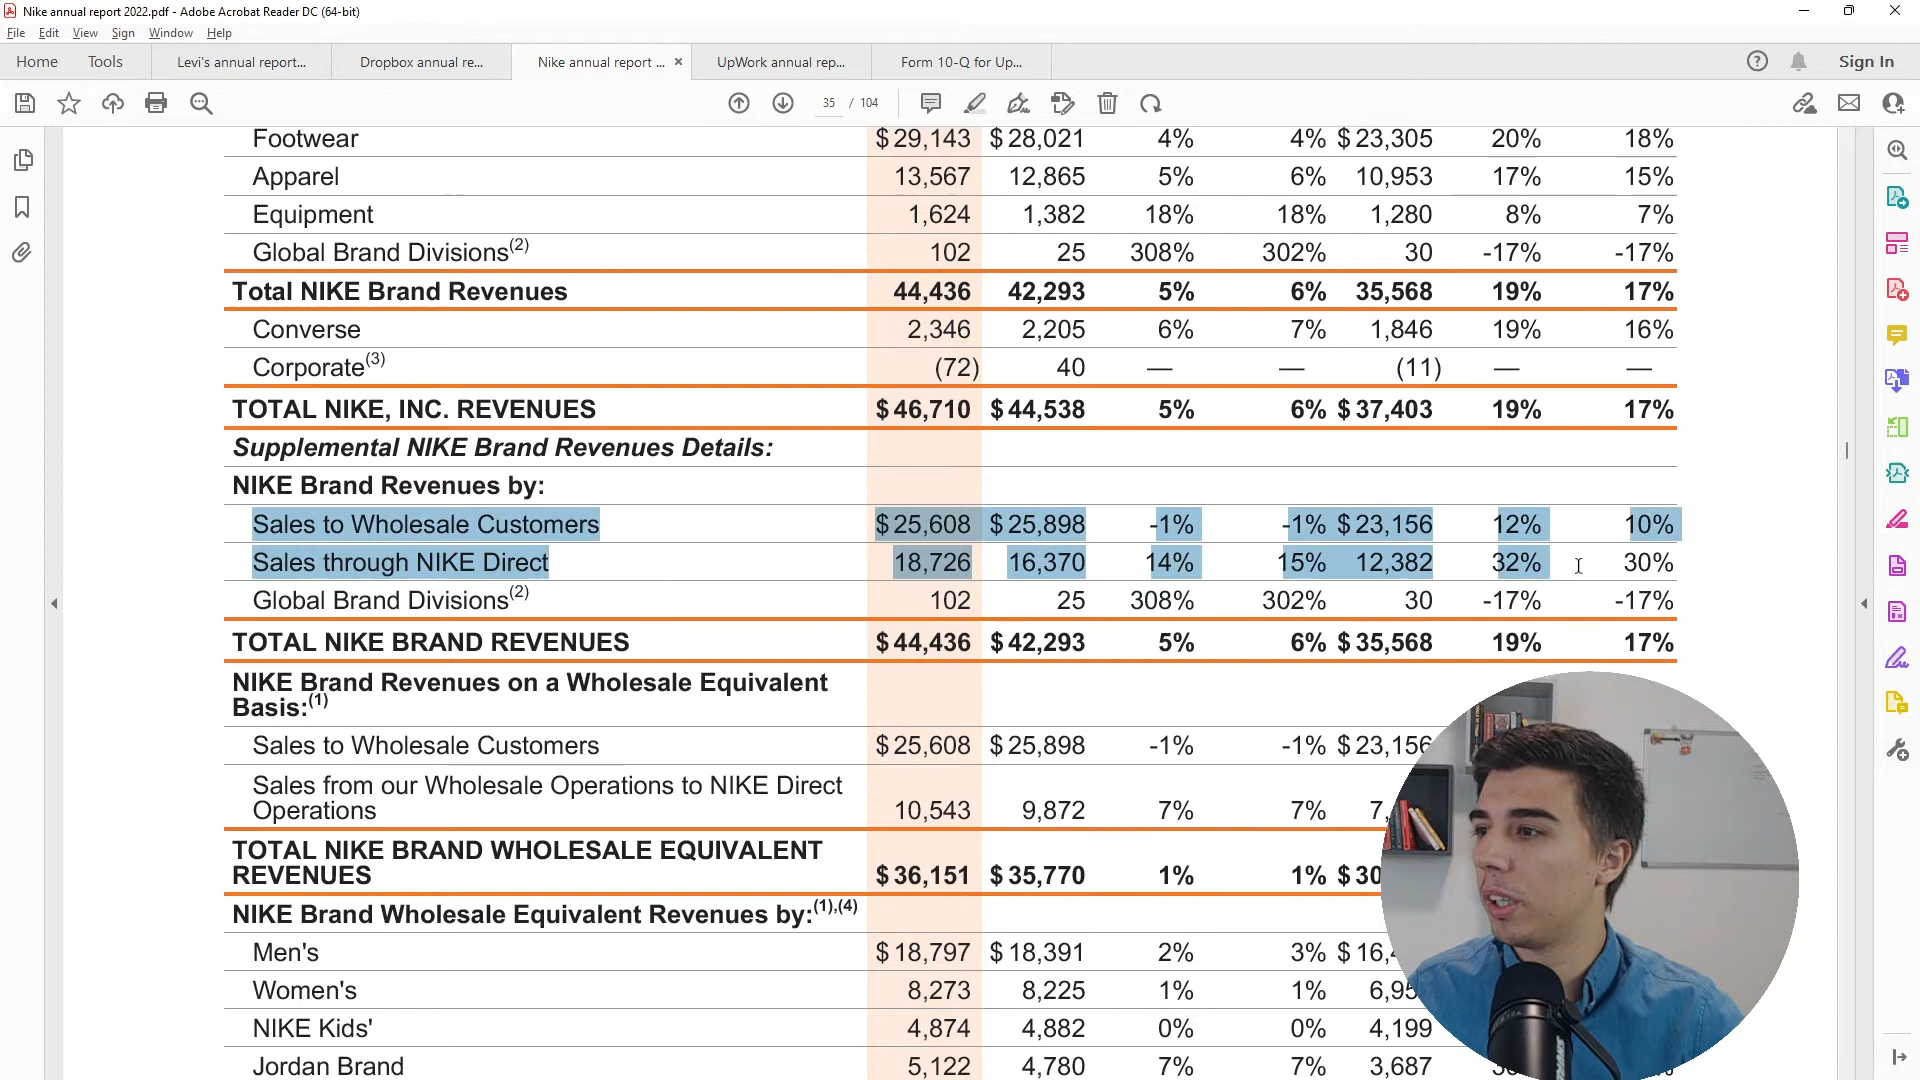 Nike annual report 2022.pdf - Adobe Acrobat Reader DC (64-bit)
File Edit View Sign Window Help
Home Tools Levi's annual report... Dropbox annual re... Nike annual report ... × UpWork annual rep... Form 10-Q for Up... Sign In
35 / 104
Footwear $ 29,143 $ 28,021 4% 4% $ 23,305 20% 18%
Apparel 13,567 12,865 5% 6% 10,953 17% 15%
Equipment 1,624 1,382 18% 18% 1,280 8% 7%
Global Brand Divisions(2) 102 25 308% 302% 30 -17% -17%
Total NIKE Brand Revenues 44,436 42,293 5% 6% 35,568 19% 17%
Converse 2,346 2,205 6% 7% 1,846 19% 16%
Corporate(3) (72) 40 — — (11) — —
TOTAL NIKE, INC. REVENUES $ 46,710 $ 44,538 5% 6% $ 37,403 19% 17%
Supplemental NIKE Brand Revenues Details:
NIKE Brand Revenues by:
Sales to Wholesale Customers $ 25,608 $ 25,898 -1% -1% $ 23,156 12% 10%
Sales through NIKE Direct 18,726 16,370 14% 15% 12,382 32% 30%
Global Brand Divisions(2) 102 25 308% 302% 30 -17% -17%
TOTAL NIKE BRAND REVENUES $ 44,436 $ 42,293 5% 6% $ 35,568 19% 17%
NIKE Brand Revenues on a Wholesale Equivalent
Basis:(1)
Sales to Wholesale Customers $ 25,608 $ 25,898 -1% -1% $ 23,156
Sales from our Wholesale Operations to NIKE Direct
Operations 10,543 9,872 7% 7% 7,
TOTAL NIKE BRAND WHOLESALE EQUIVALENT
REVENUES $ 36,151 $ 35,770 1% 1% $ 30
NIKE Brand Wholesale Equivalent Revenues by:(1),(4)
Men's $ 18,797 $ 18,391 2% 3% $ 16,
Women's 8,273 8,225 1% 1% 6,95
NIKE Kids' 4,874 4,882 0% 0% 4,199
Jordan Brand 5,122 4,780 7% 7% 3,687